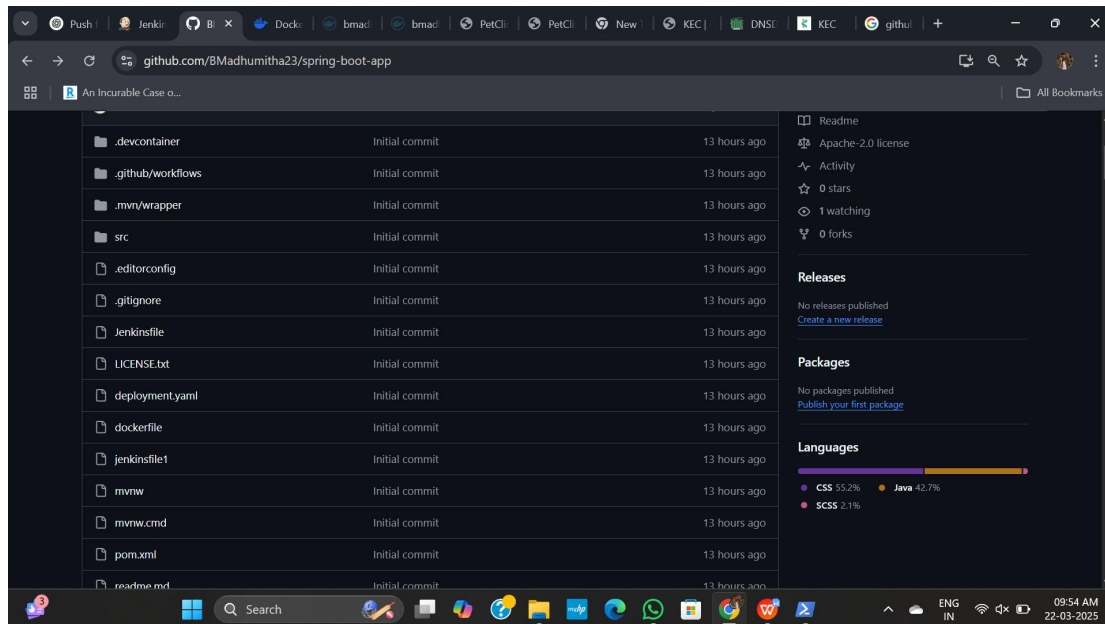 Push t
Jenkin
Bl
Docke
bmad
bmad
PetClin
PetClin
New T
KEC |
DNSD
KEC
githul
github.com/BMadhumitha23/spring-boot-app
An Incurable Case o...
All Bookmarks
.devcontainer Initial commit 13 hours ago
.github/workflows Initial commit 13 hours ago
.mvn/wrapper Initial commit 13 hours ago
src Initial commit 13 hours ago
.editorconfig Initial commit 13 hours ago
.gitignore Initial commit 13 hours ago
Jenkinsfile Initial commit 13 hours ago
LICENSE.txt Initial commit 13 hours ago
deployment.yaml Initial commit 13 hours ago
dockerfile Initial commit 13 hours ago
jenkinsfile1 Initial commit 13 hours ago
mvnw Initial commit 13 hours ago
mvnw.cmd Initial commit 13 hours ago
pom.xml Initial commit 13 hours ago
readme.md Initial commit 13 hours ago
Readme
Apache-2.0 license
Activity
0 stars
1 watching
0 forks
Releases
No releases published
Create a new release
Packages
No packages published
Publish your first package
Languages
CSS 55.2% Java 42.7%
SCSS 2.1%
3
Search
mdhp
ENG
IN
09:54 AM
22-03-2025